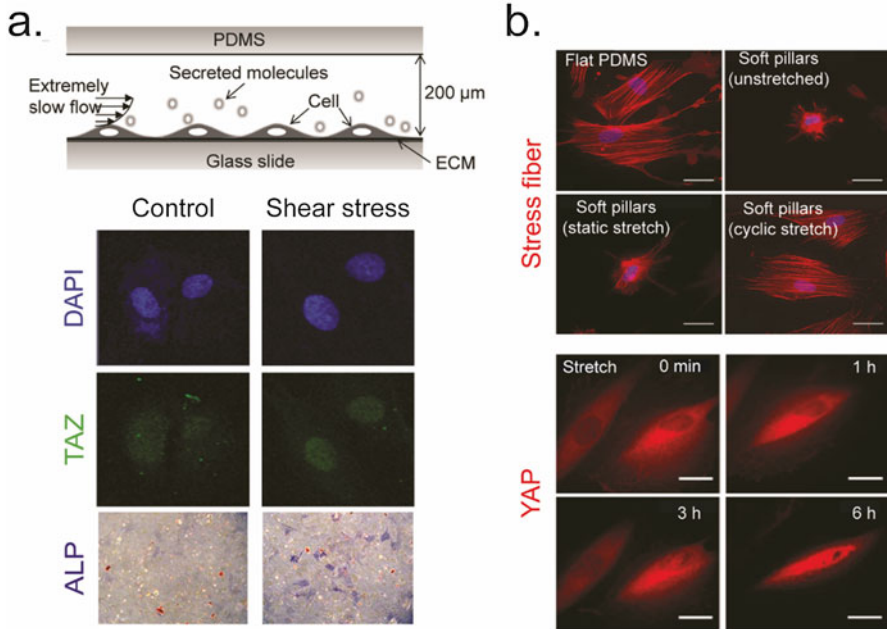 a.
PDMS
Extremely
slow flow
Secreted molecules
Cell
200 µm
Glass slide
ECM
Control
Shear stress
DAPI
TAZ
ALP
b.
Stress fiber
Flat PDMS
Soft pillars
(unstretched)
Soft pillars
(static stretch)
Soft pillars
(cyclic stretch)
YAP
Stretch
0 min
1 h
3 h
6 h